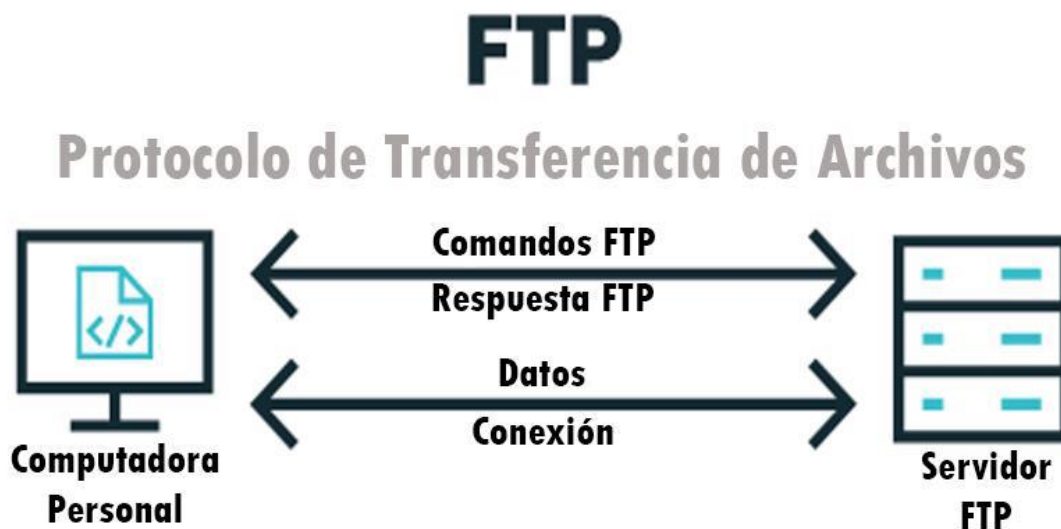 FTP
Protocolo de Transferencia de Archivos
Comandos FTP
Respuesta FTP
</>
Datos
Conexión
Computadora
Personal
Servidor
FTP